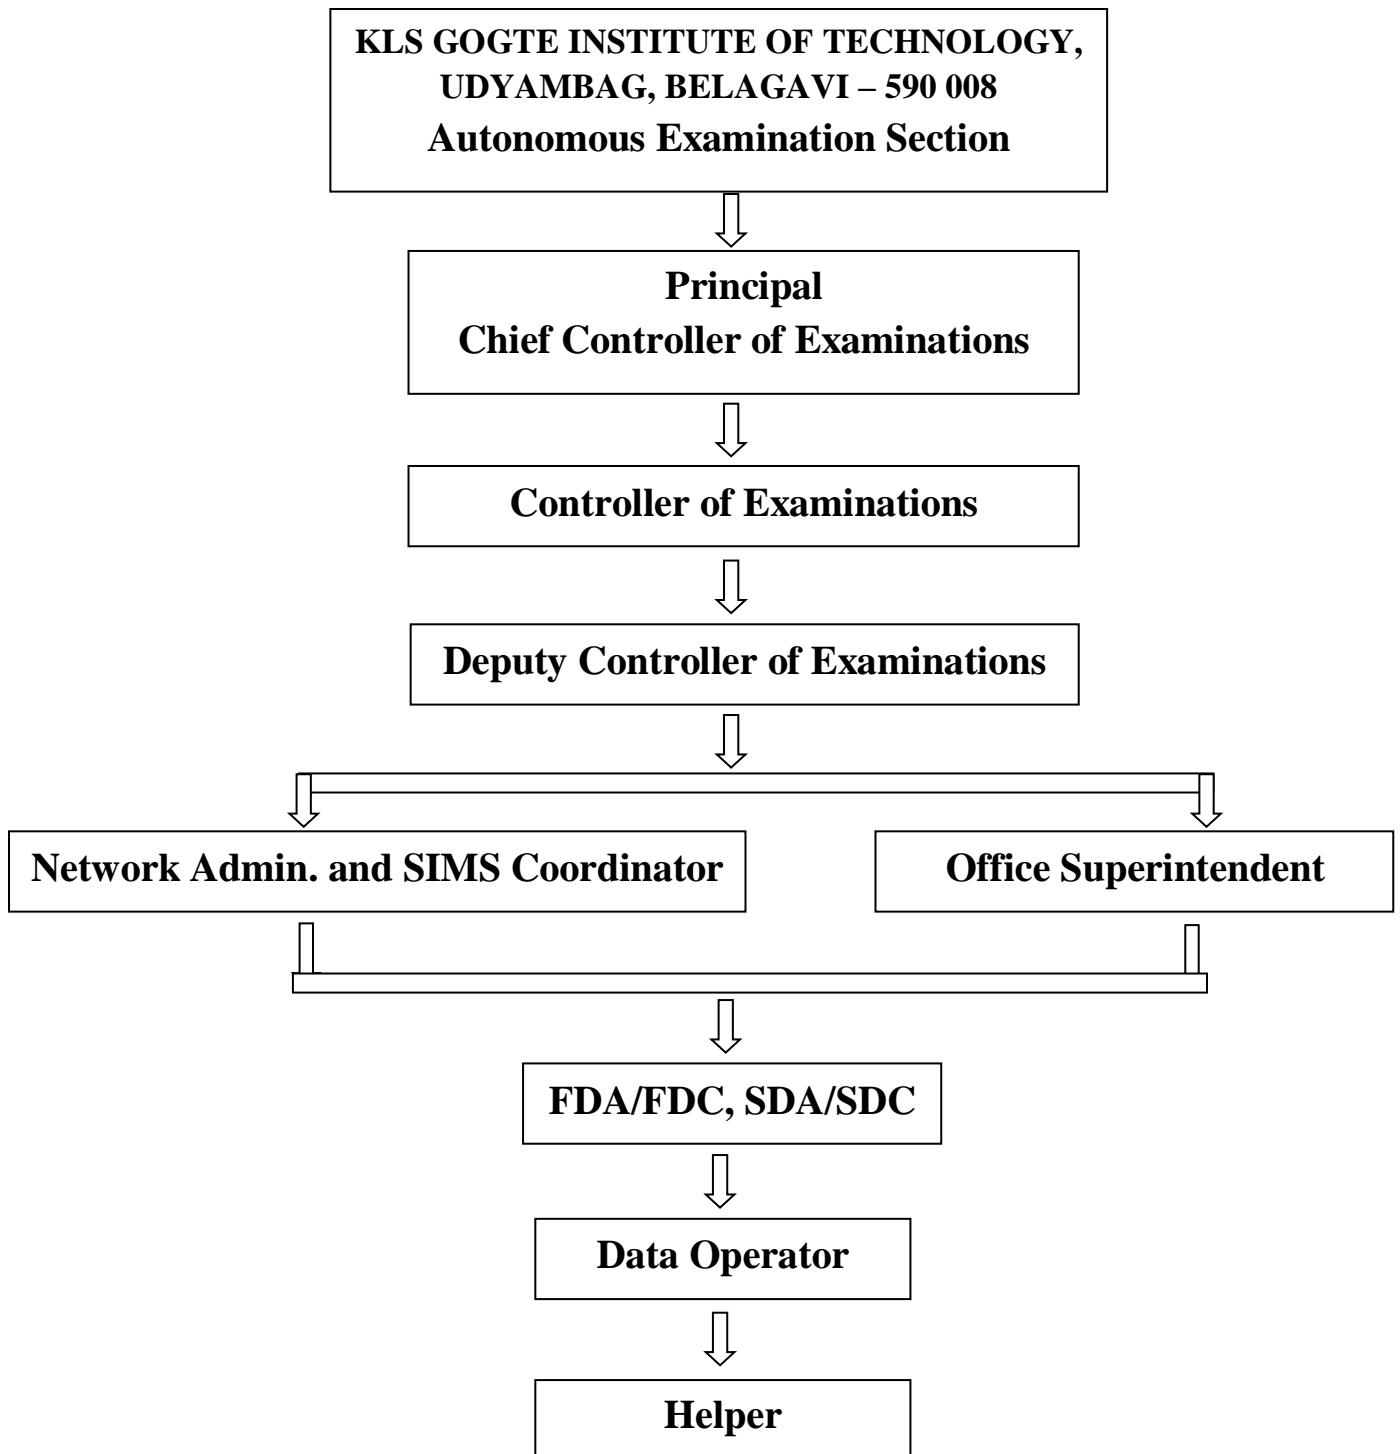 KLS GOGTE INSTITUTE OF TECHNOLOGY,
UDYAMBAG, BELAGAVI – 590 008
Autonomous Examination Section
Principal
Chief Controller of Examinations
Controller of Examinations
Deputy Controller of Examinations
Network Admin. and SIMS Coordinator
Office Superintendent
FDA/FDC, SDA/SDC
Data Operator
Helper